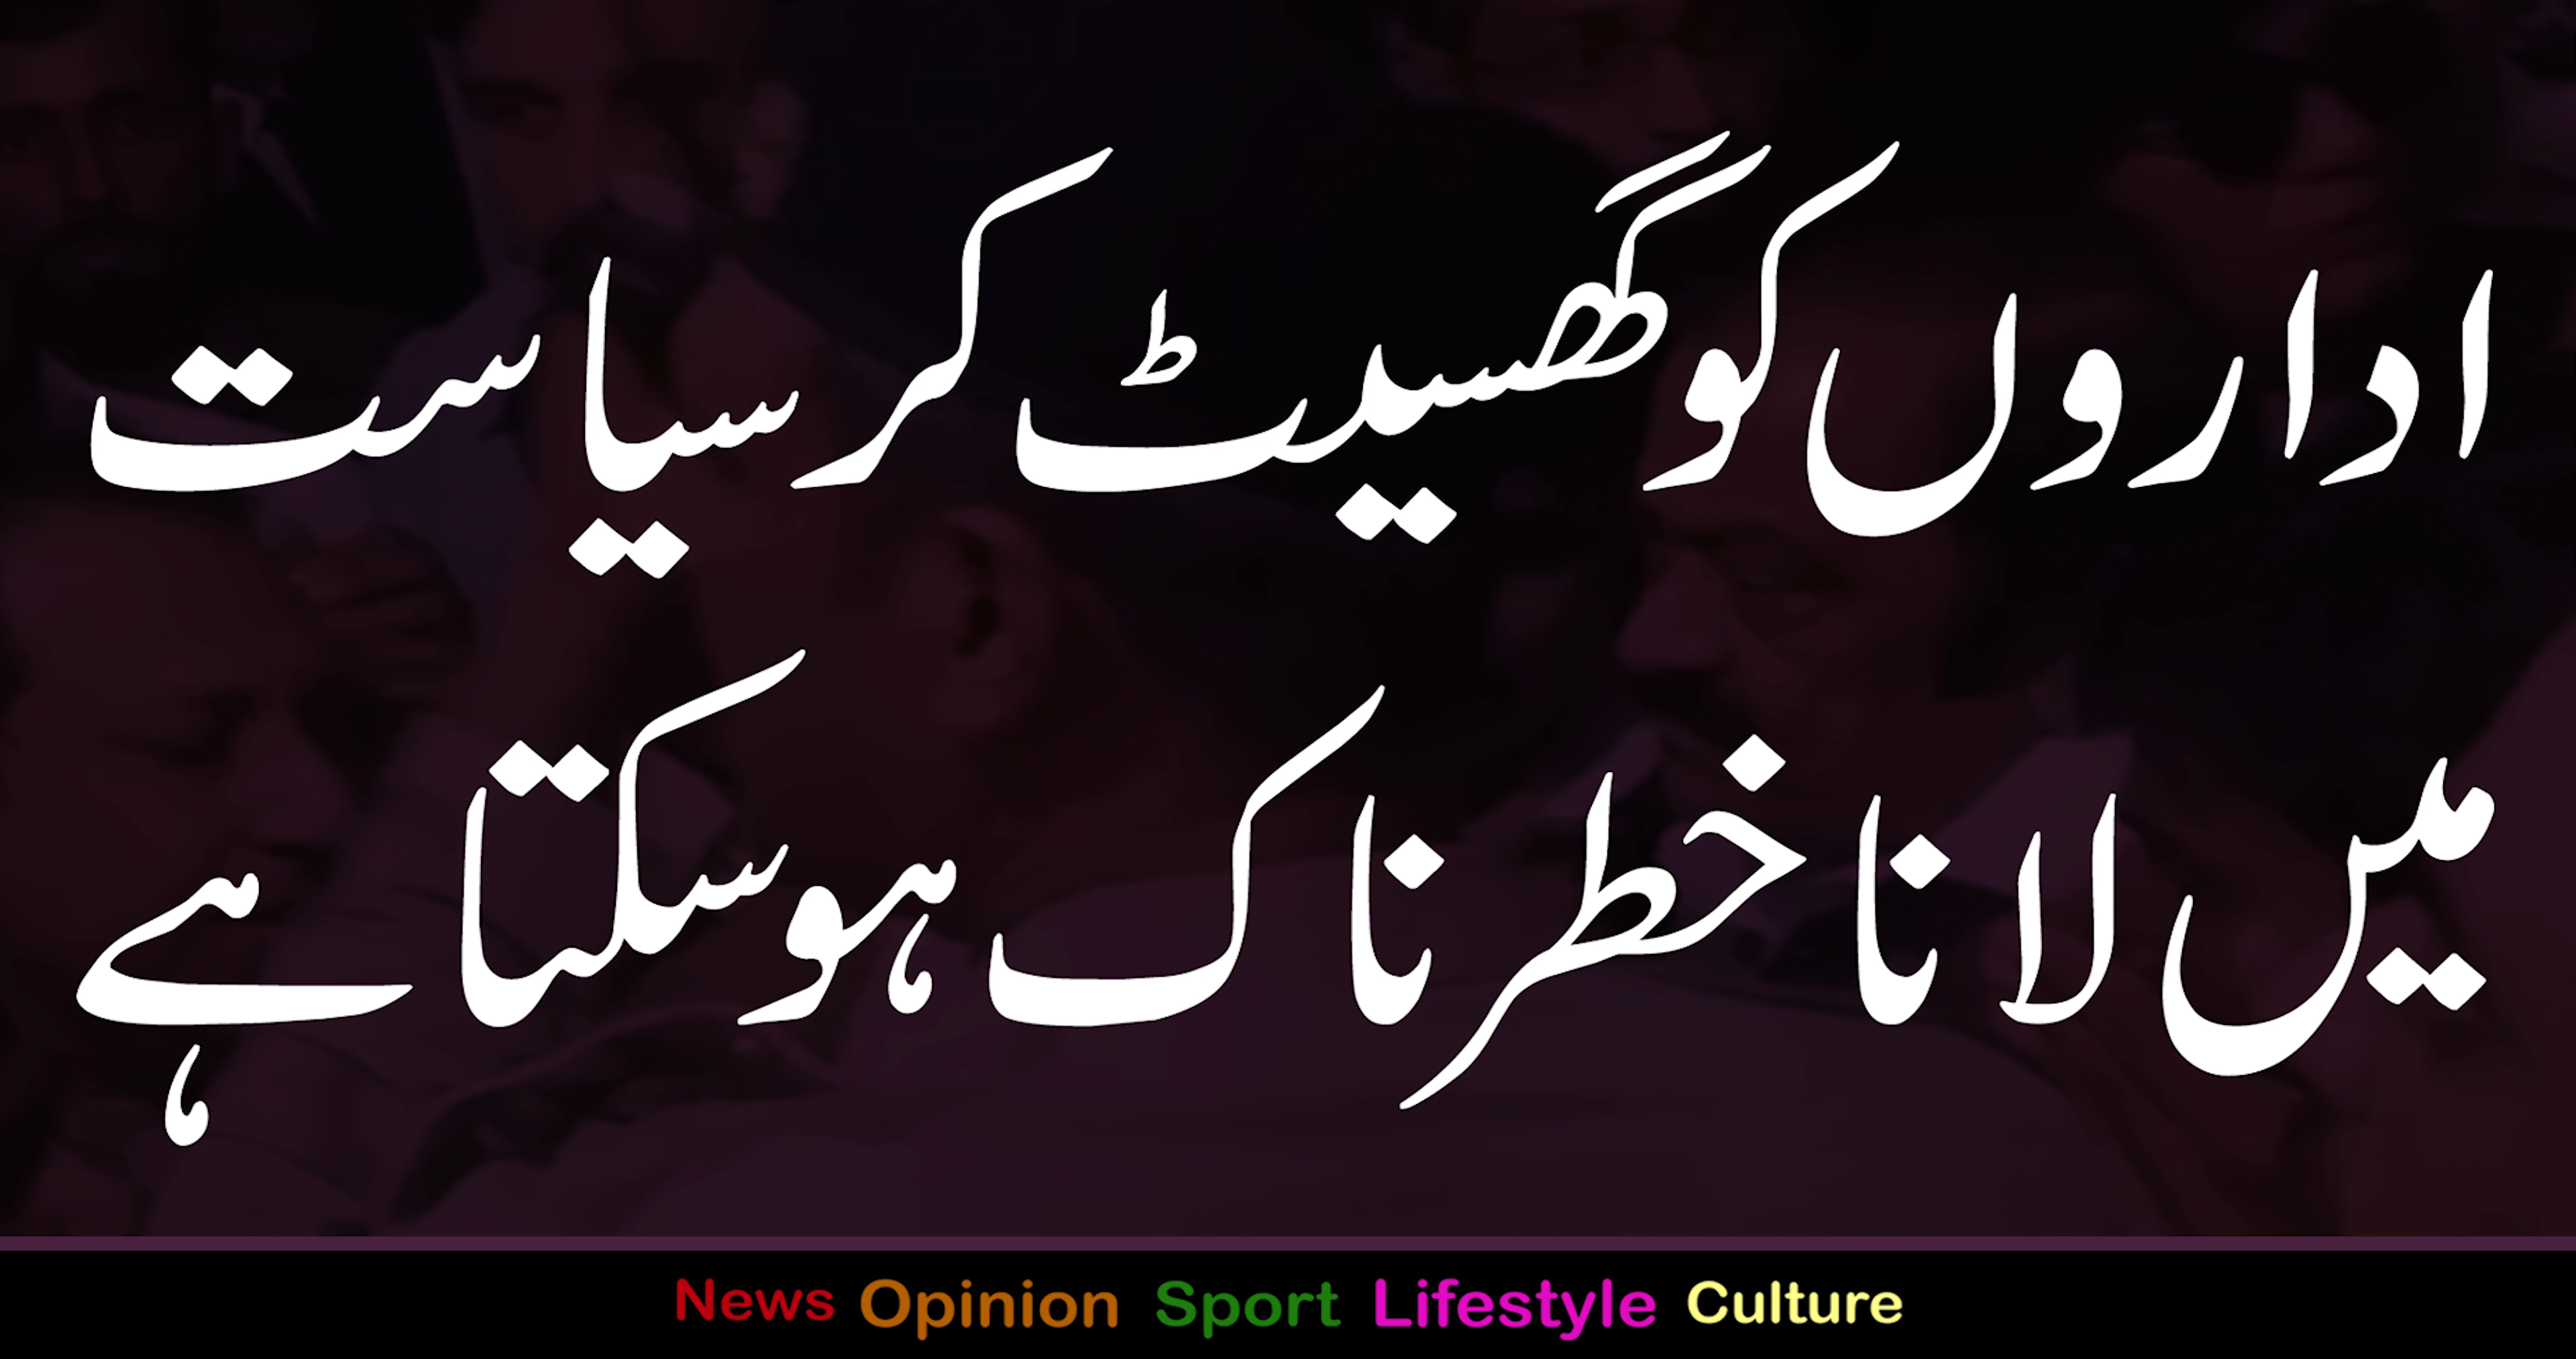 اداروں کو گھسیٹ کر سیاست
میں لانا خطرناک ہو سکتا ہے
News Opinion Sport Lifestyle Culture